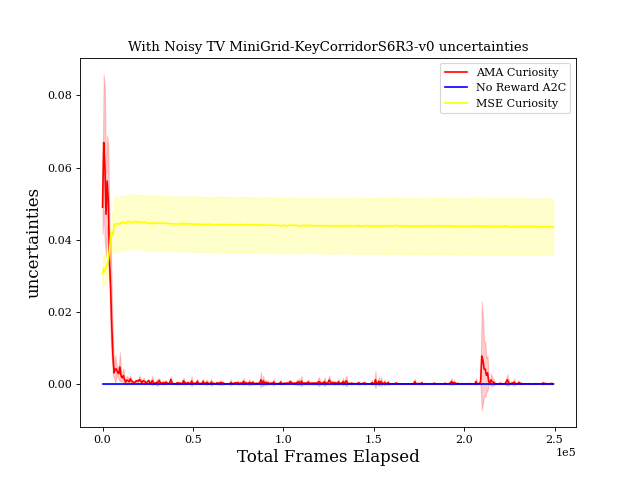 With Noisy TV MiniGrid-KeyCorridorS6R3-v0 uncertainties
AMA Curiosity
No Reward A2C
MSE Curiosity
uncertainties
0.08
0.06
0.04
0.02
0.00
0.0 0.5 1.0 1.5 2.0 2.5
1e5
Total Frames Elapsed